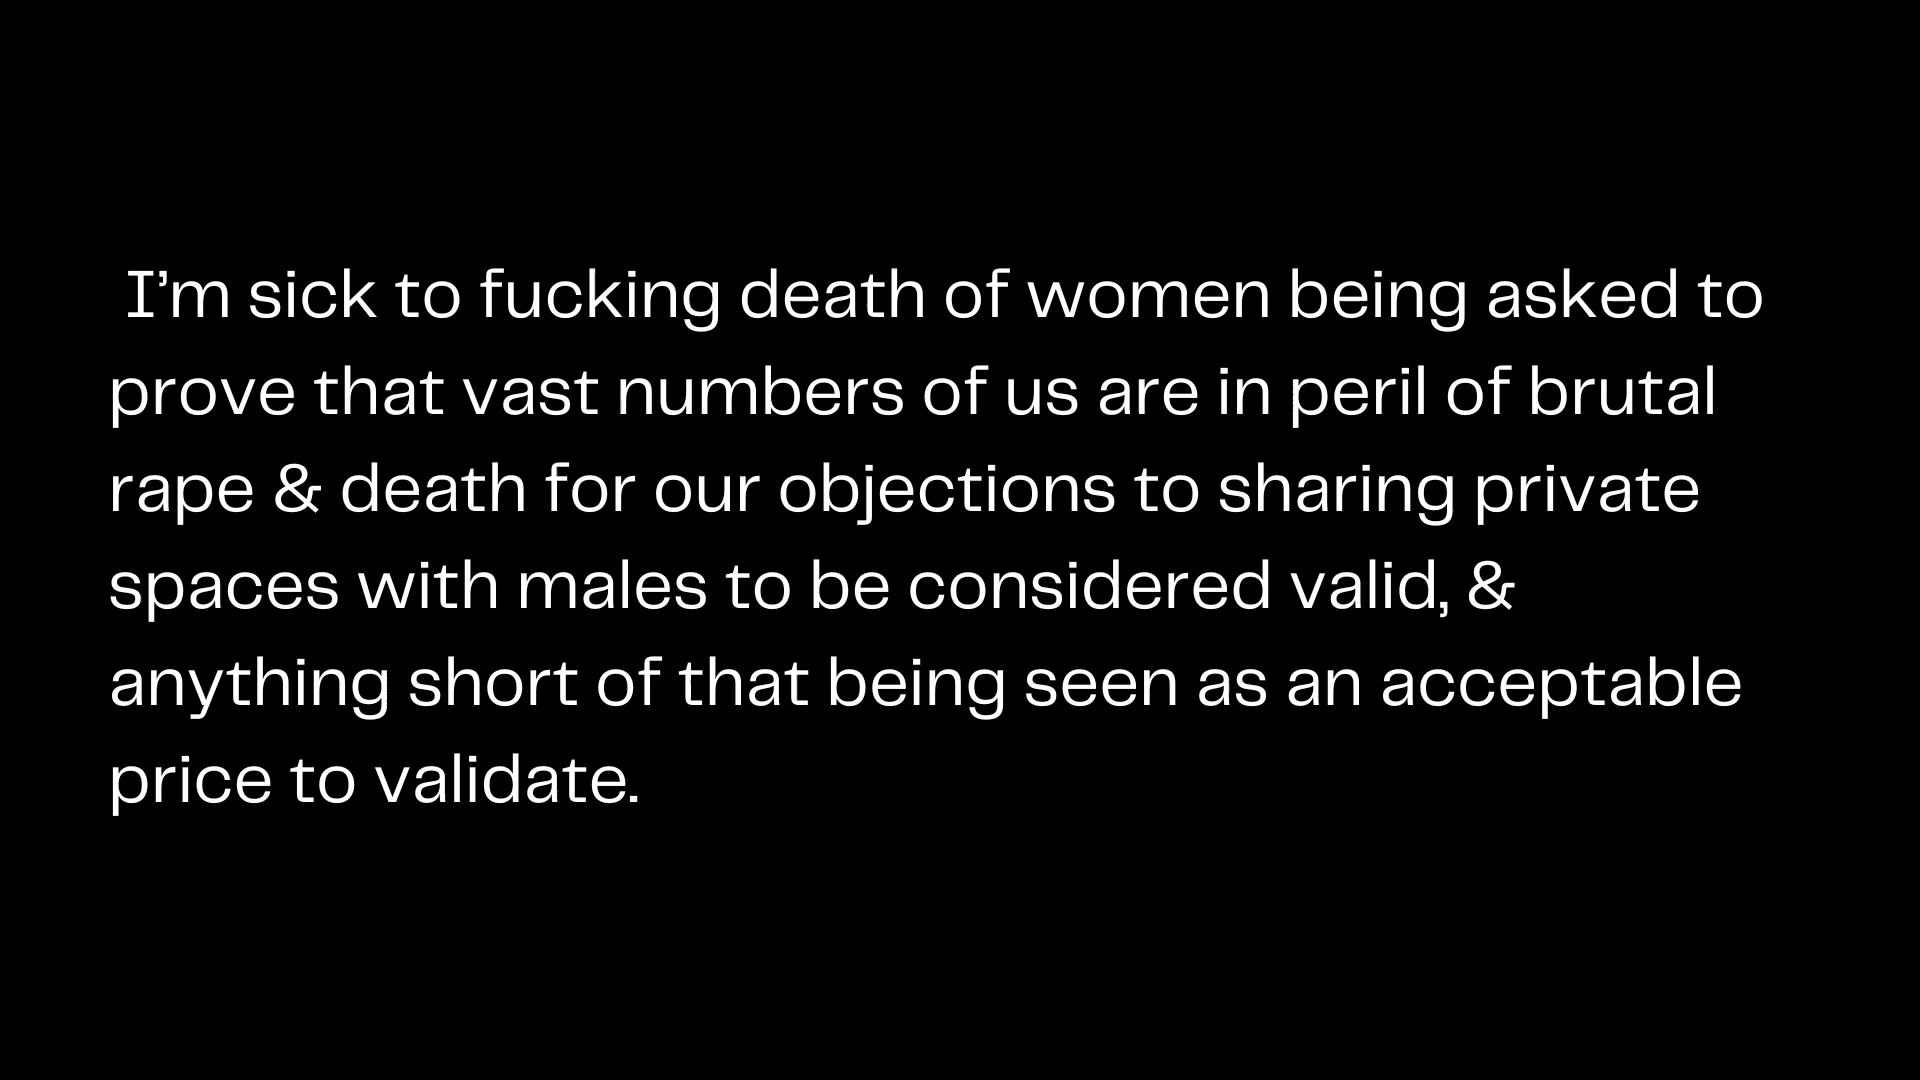 I’m sick to fucking death of women being asked to
prove that vast numbers of us are in peril of brutal
rape & death for our objections to sharing private
spaces with males to be considered valid, &
anything short of that being seen as an acceptable
price to validate.